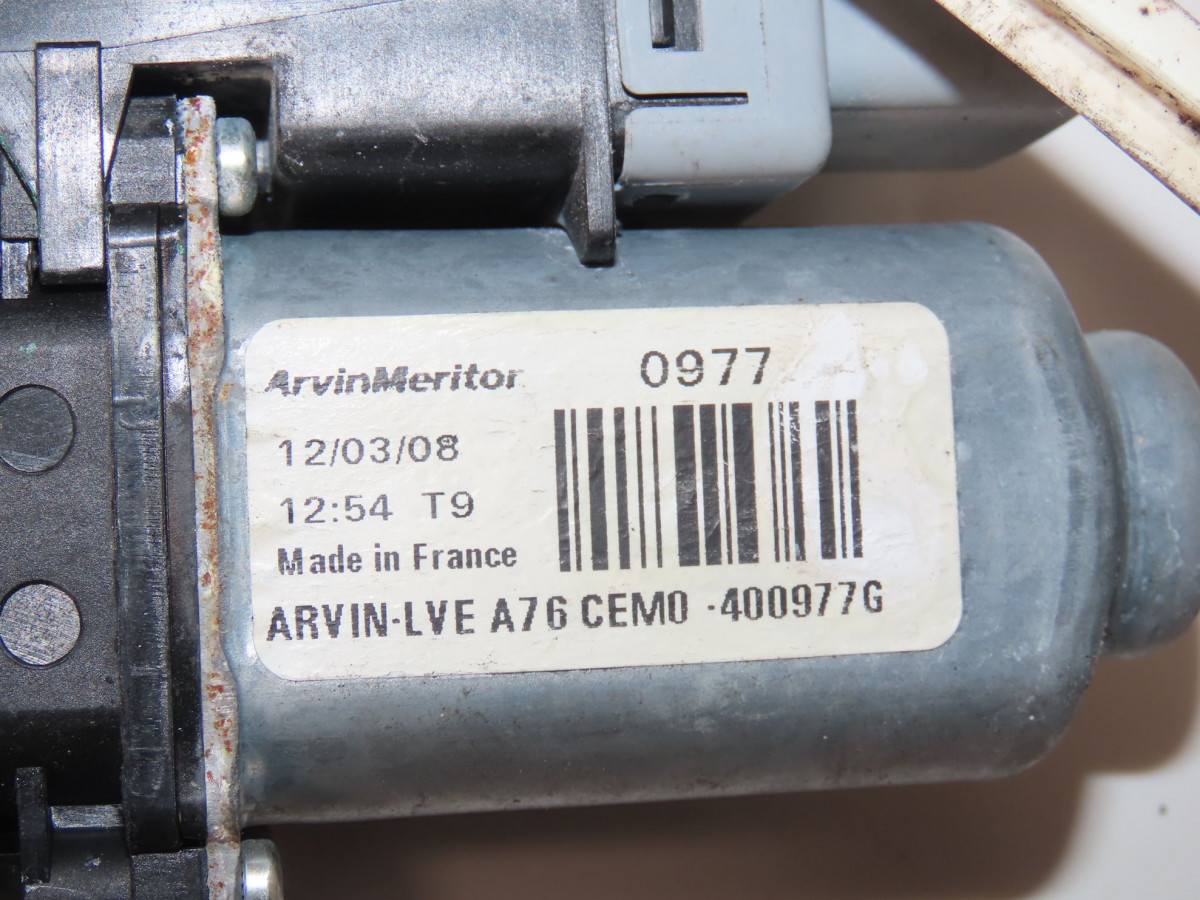 ArvinMeritor 0977
12/03/08
12:54 T9
Made in France
ARVIN-LVE A76 CEM0 -400977G